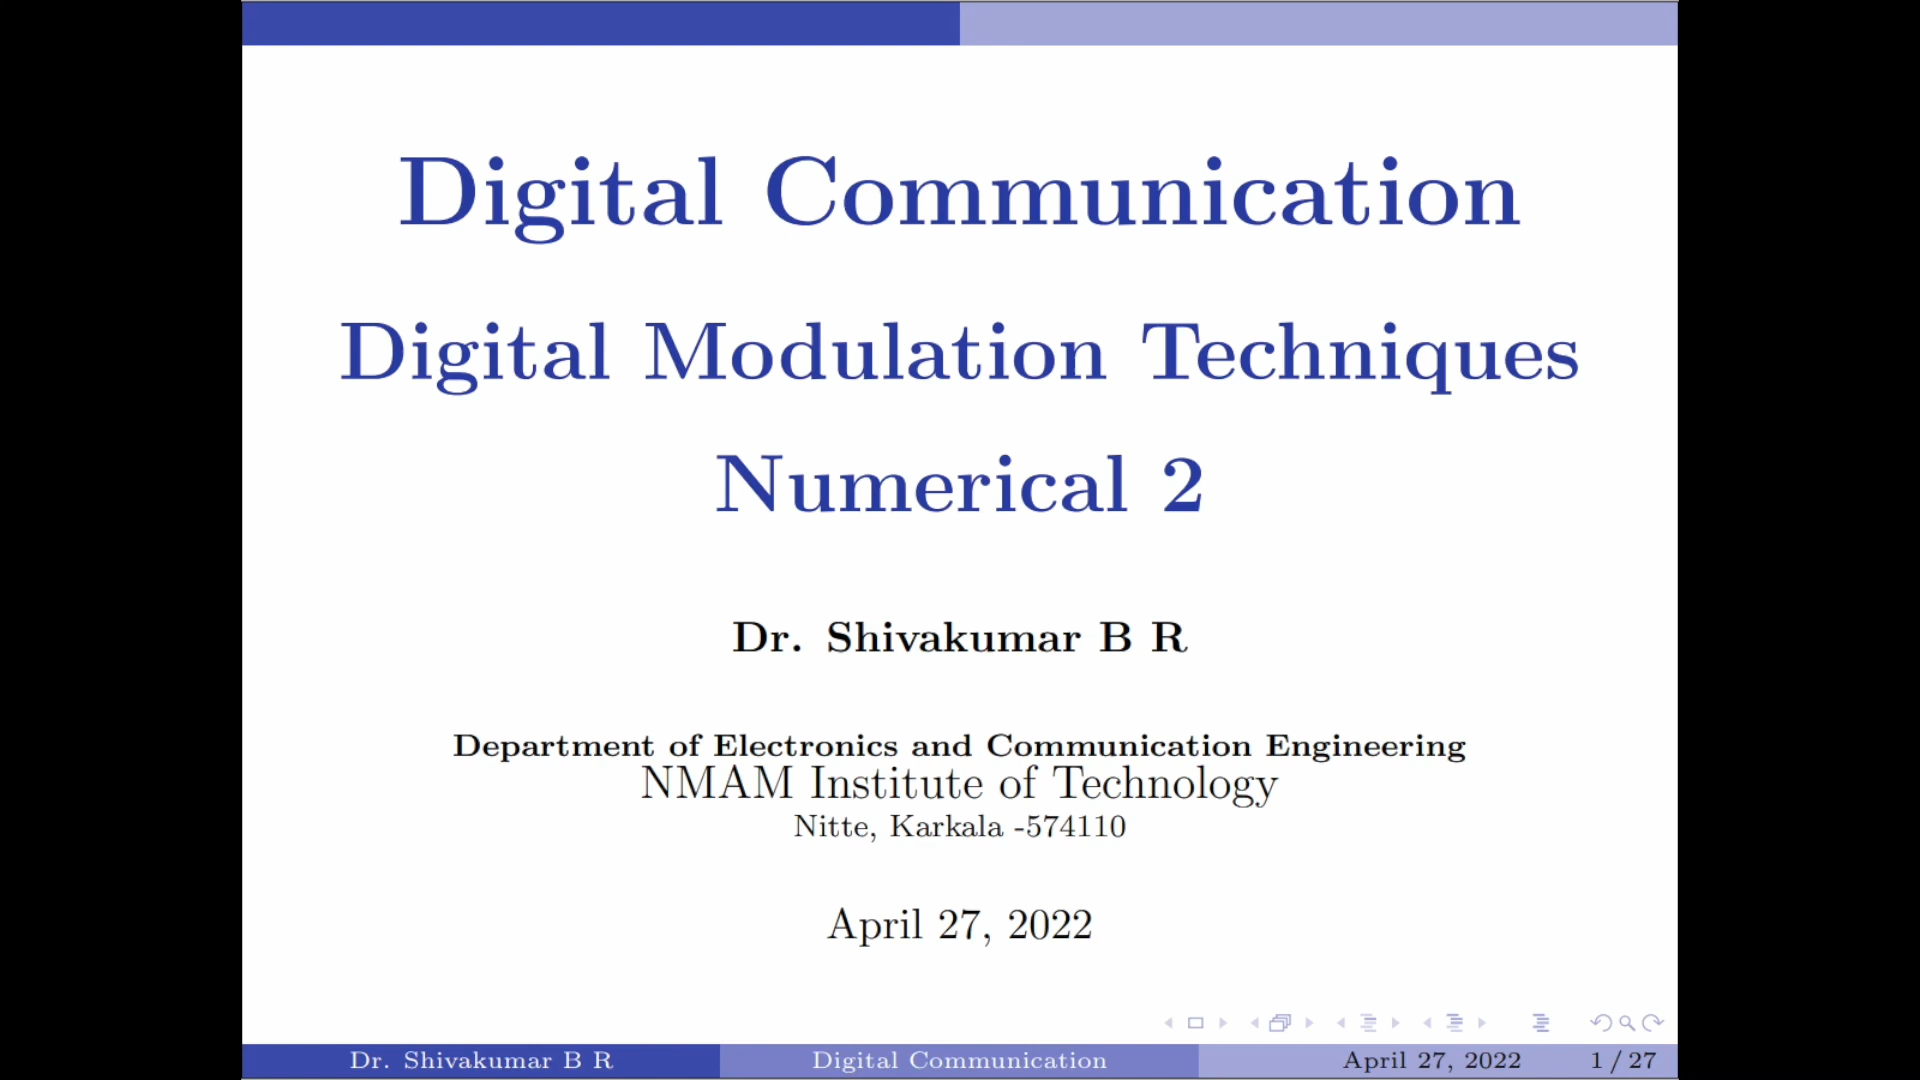 Digital Communication
Digital Modulation Techniques
Numerical 2
Dr. Shivakumar B R
Department of Electronics and Communication Engineering
NMAM Institute of Technology
Nitte, Karkala -574110
April 27, 2022
Dr. Shivakumar B R Digital Communication April 27, 2022 1 / 27